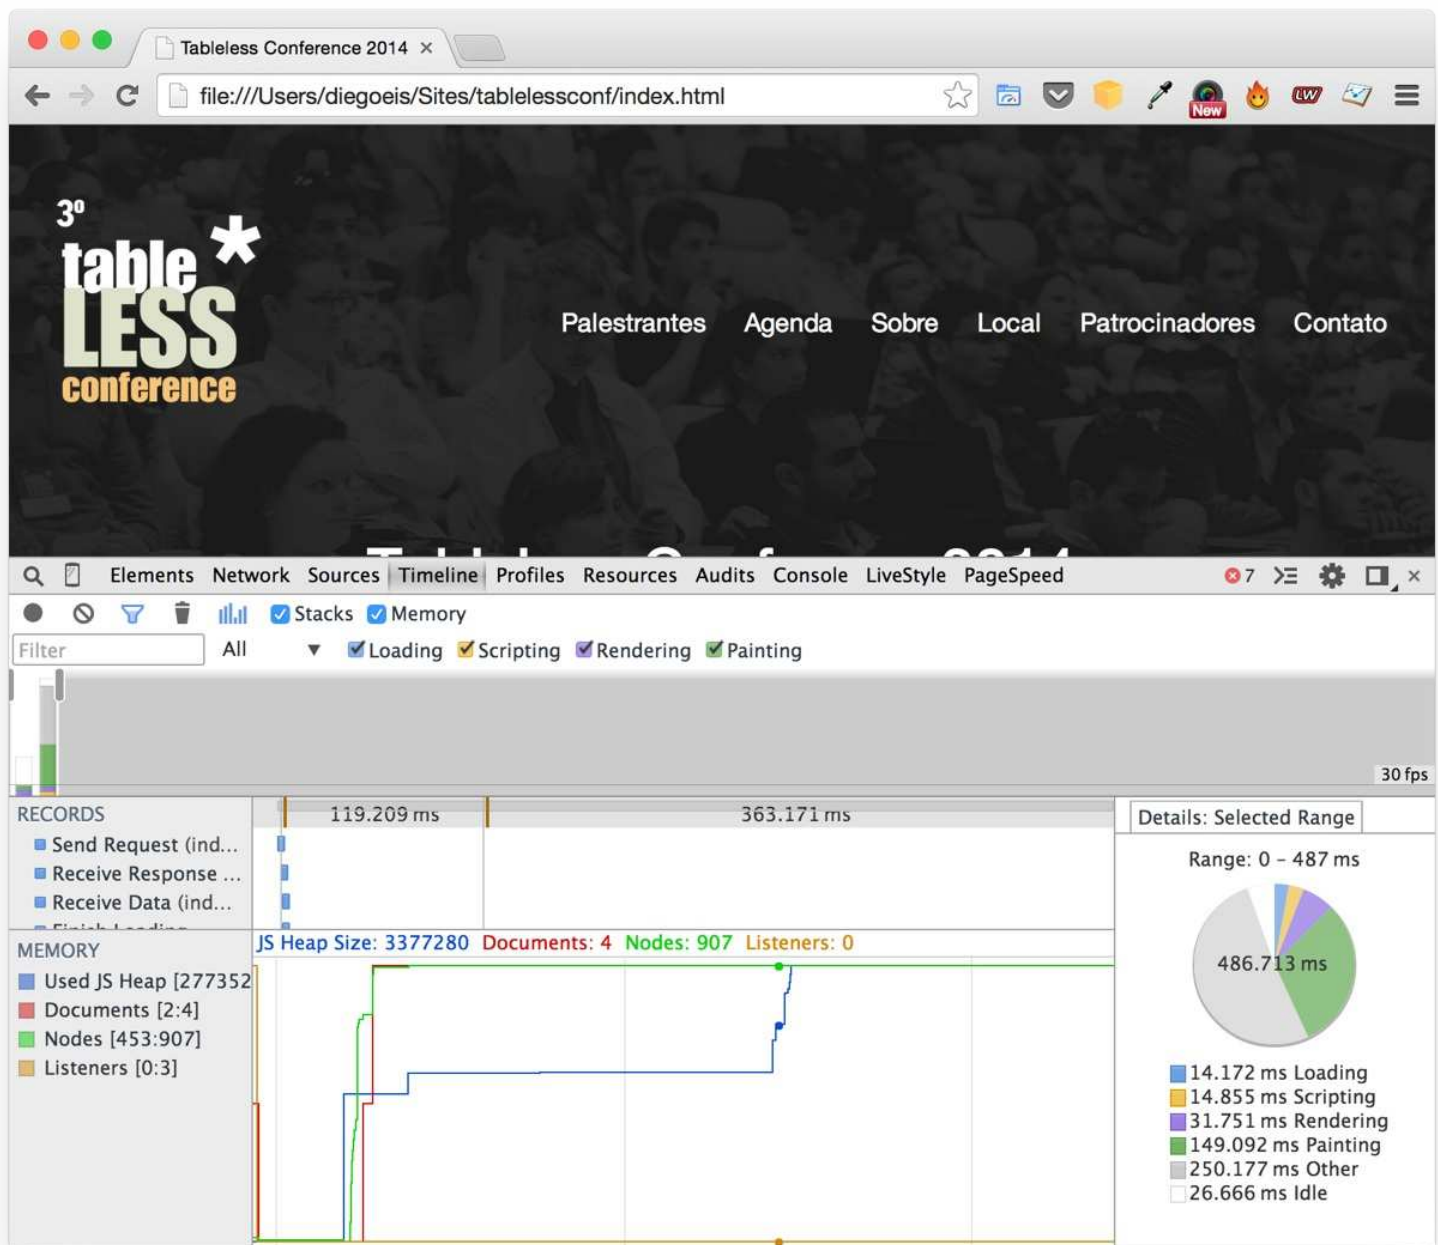 Tableless Conference 2014 ×
file:///Users/diegoeis/Sites/tablelessconf/index.html
New
LW
3º
table*
LESS
conference
Palestrantes Agenda Sobre Local Patrocinadores Contato
Tableless Conference 2014
Elements Network Sources Timeline Profiles Resources Audits Console LiveStyle PageSpeed 7 ×
Stacks Memory
Filter All Loading Scripting Rendering Painting
30 fps
RECORDS 119.209 ms 363.171 ms Details: Selected Range
Send Request (ind...
Receive Response ...
Receive Data (ind...
Range: 0 – 487 ms
MEMORY
JS Heap Size: 3377280 Documents: 4 Nodes: 907 Listeners: 0
Used JS Heap [277352
Documents [2:4]
Nodes [453:907]
Listeners [0:3]
486.713 ms
14.172 ms Loading
14.855 ms Scripting
31.751 ms Rendering
149.092 ms Painting
250.177 ms Other
26.666 ms Idle